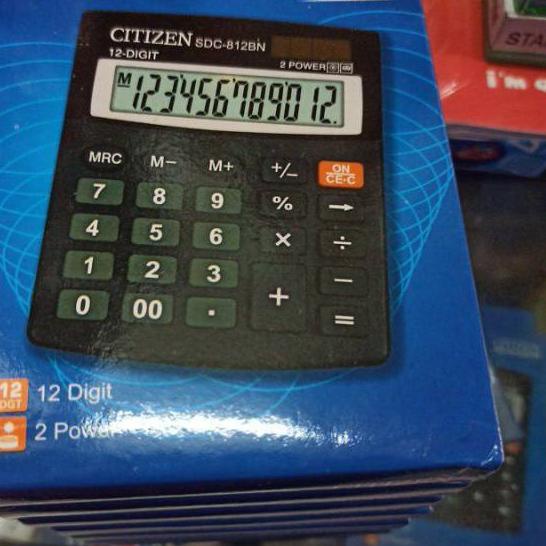 CITIZEN SDC-812BN
12-DIGIT
2 POWER
M 123456789012.
MRC M− M+ +/− ON/CE·C
7 8 9 % →
4 5 6 × ÷
1 2 3 + −
0 00 . =
12 DGT 12 Digit
2 Power
STA
i'm